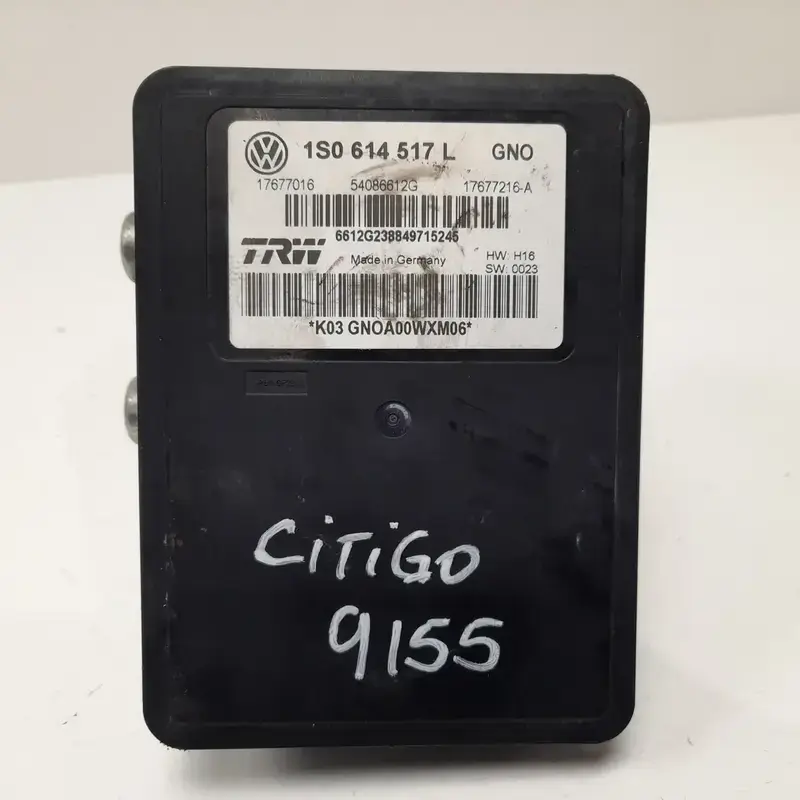 1S0 614 517 L GNO
17677016 54086612G 17677216-A
6612G238849715245
TRW Made in Germany HW: H16
SW: 0023
*K03 GNOA00WXM06*
CiTiGO
9155